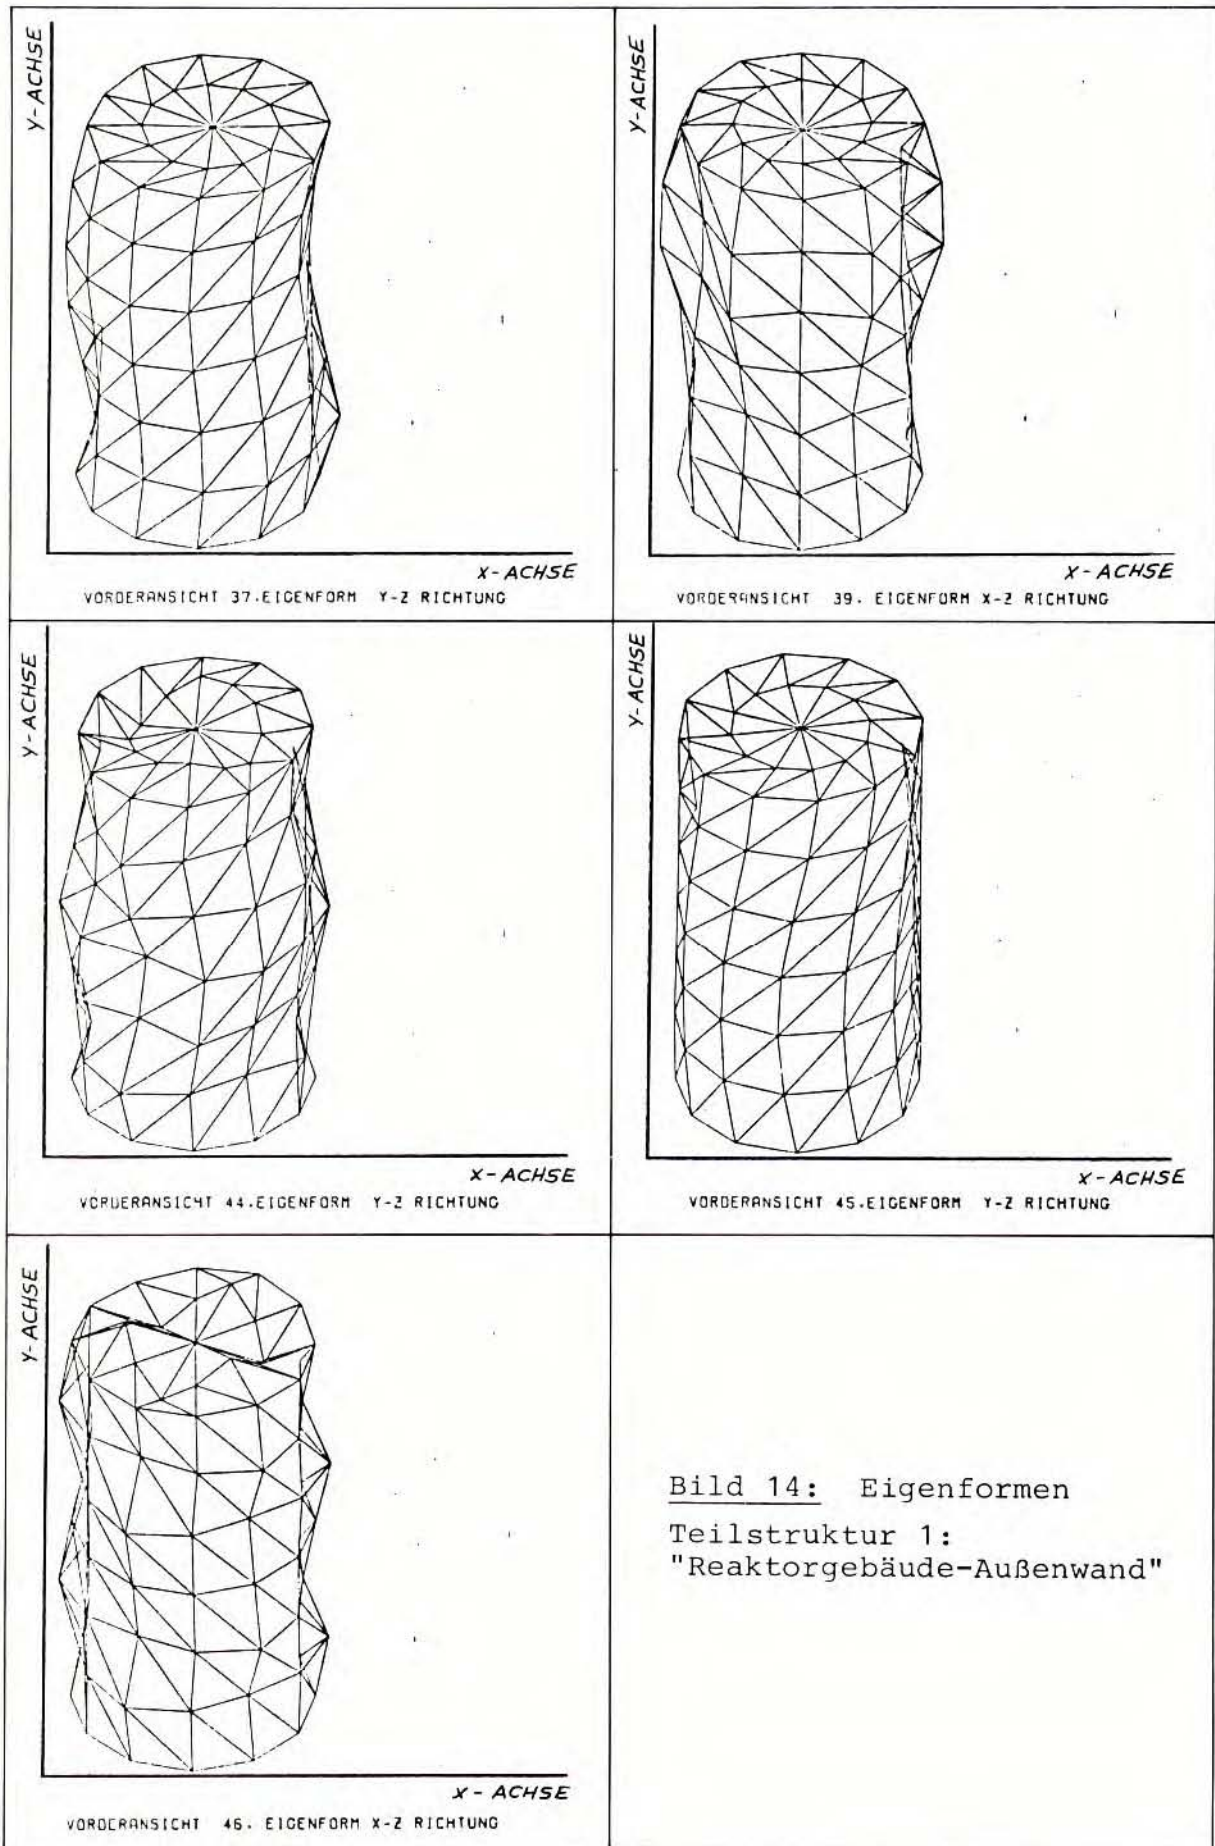 Y-ACHSE
X-ACHSE
VORDERANSICHT 37.EIGENFORM Y-Z RICHTUNG
Y-ACHSE
X-ACHSE
VORDERANSICHT 39. EIGENFORM X-Z RICHTUNG
Y-ACHSE
X-ACHSE
VORDERANSICHT 44.EIGENFORM Y-Z RICHTUNG
Y-ACHSE
X-ACHSE
VORDERANSICHT 45.EIGENFORM Y-Z RICHTUNG
Y-ACHSE
X-ACHSE
VORDERANSICHT 46. EIGENFORM X-Z RICHTUNG
Bild 14: Eigenformen
Teilstruktur 1:
"Reaktorgebäude-Außenwand"